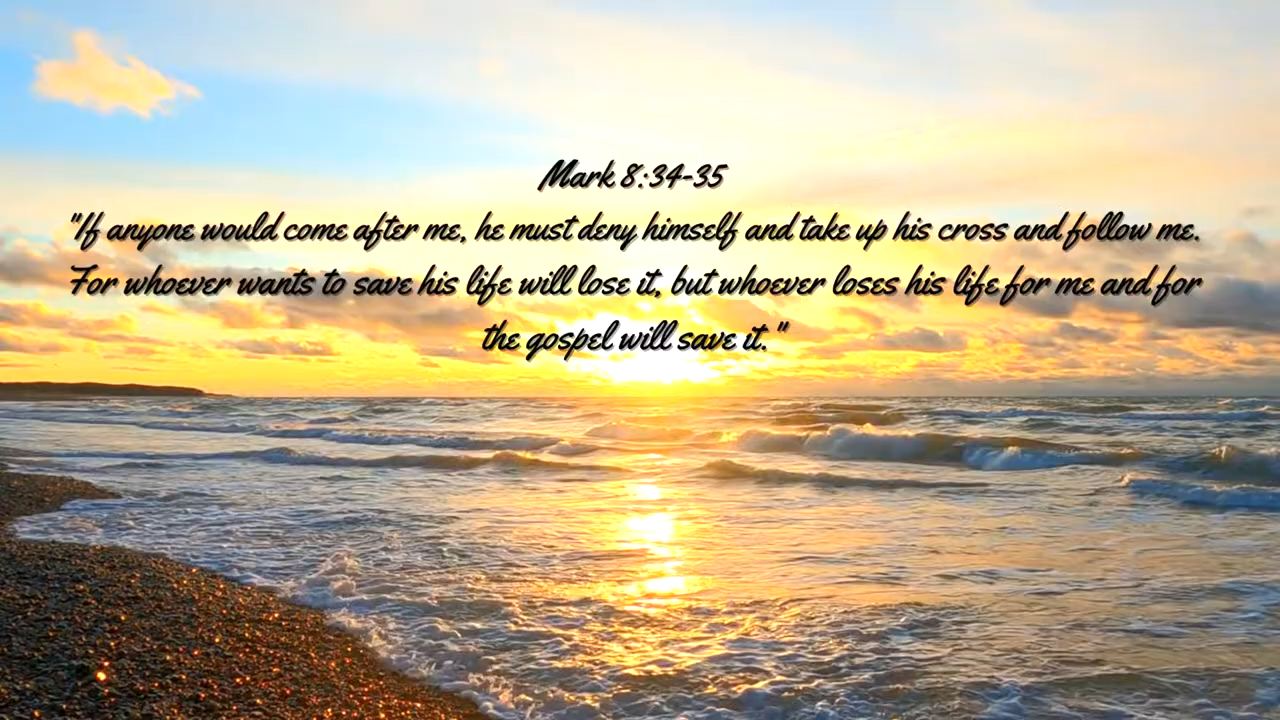 Mark 8:34-35
"If anyone would come after me, he must deny himself and take up his cross and follow me.
For whoever wants to save his life will lose it, but whoever loses his life for me and for
the gospel will save it."